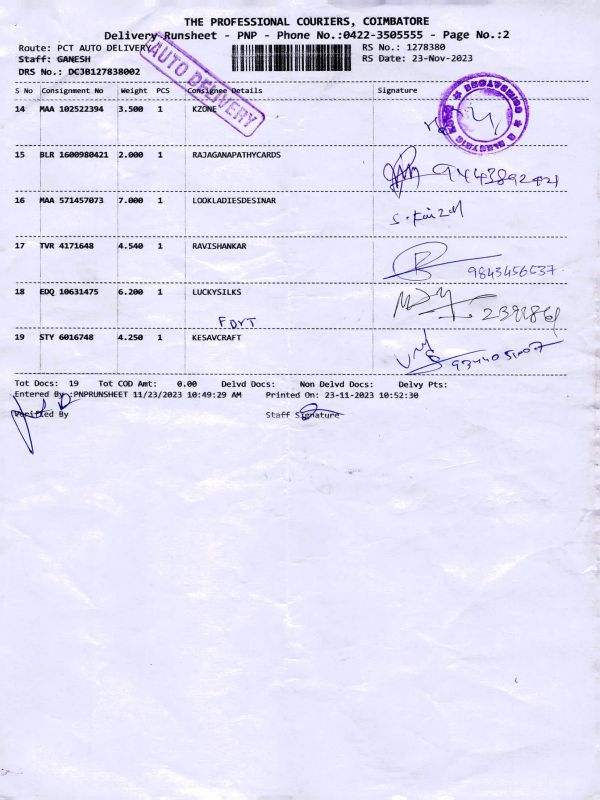 THE PROFESSIONAL COURIERS, COIMBATORE
Delivery Runsheet - PNP - Phone No.:0422-3505555 - Page No.:2
Route: PCT AUTO DELIVERY RS No.: 1278380
Staff: GANESH RS Date: 23-Nov-2023
DRS No.: DCJB127838002
AUTO DELIVERY
S No Consignment No Weight PCS Consignee Details Signature
14 MAA 102522394 3.500 1 KZONE
15 BLR 1600980421 2.000 1 RAJAGANAPATHYCARDS
16 MAA 571457073 7.000 1 LOOKLADIESDESINAR
17 TVR 4171648 4.540 1 RAVISHANKAR
9843456537
18 EDQ 10631475 6.200 1 LUCKYSILKS
19 STY 6016748 4.250 1 KESAVCRAFT
Tot Docs: 19 Tot COD Amt: 0.00 Delvd Docs: Non Delvd Docs: Delvy Pts:
Entered By :PNPRUNSHEET 11/23/2023 10:49:29 AM Printed On: 23-11-2023 10:52:30
Verified By Staff Signature